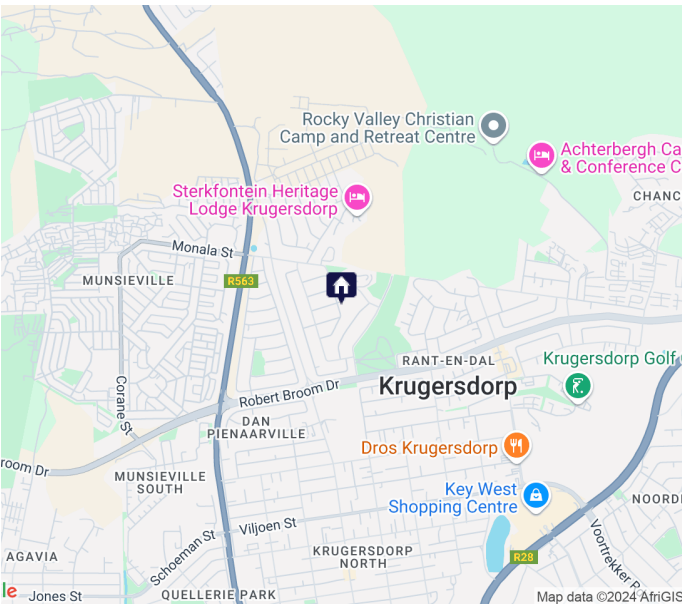 Rocky Valley Christian
Camp and Retreat Centre
Achterbergh Ca
& Conference C
Sterkfontein Heritage
Lodge Krugersdorp
CHANC
Monala St
MUNSIEVILLE
R563
RANT-EN-DAL
Krugersdorp Golf
Krugersdorp
Corane St
Robert Broom Dr
DAN
PIENAARVILLE
Dros Krugersdorp
room Dr
MUNSIEVILLE
SOUTH
Key West
Shopping Centre
NOORD
Viljoen St
Voortrekker
Schoeman St
AGAVIA
KRUGERSDORP
NORTH
R28
le
Jones St
QUELLERIE PARK
Map data ©2024 AfriGIS